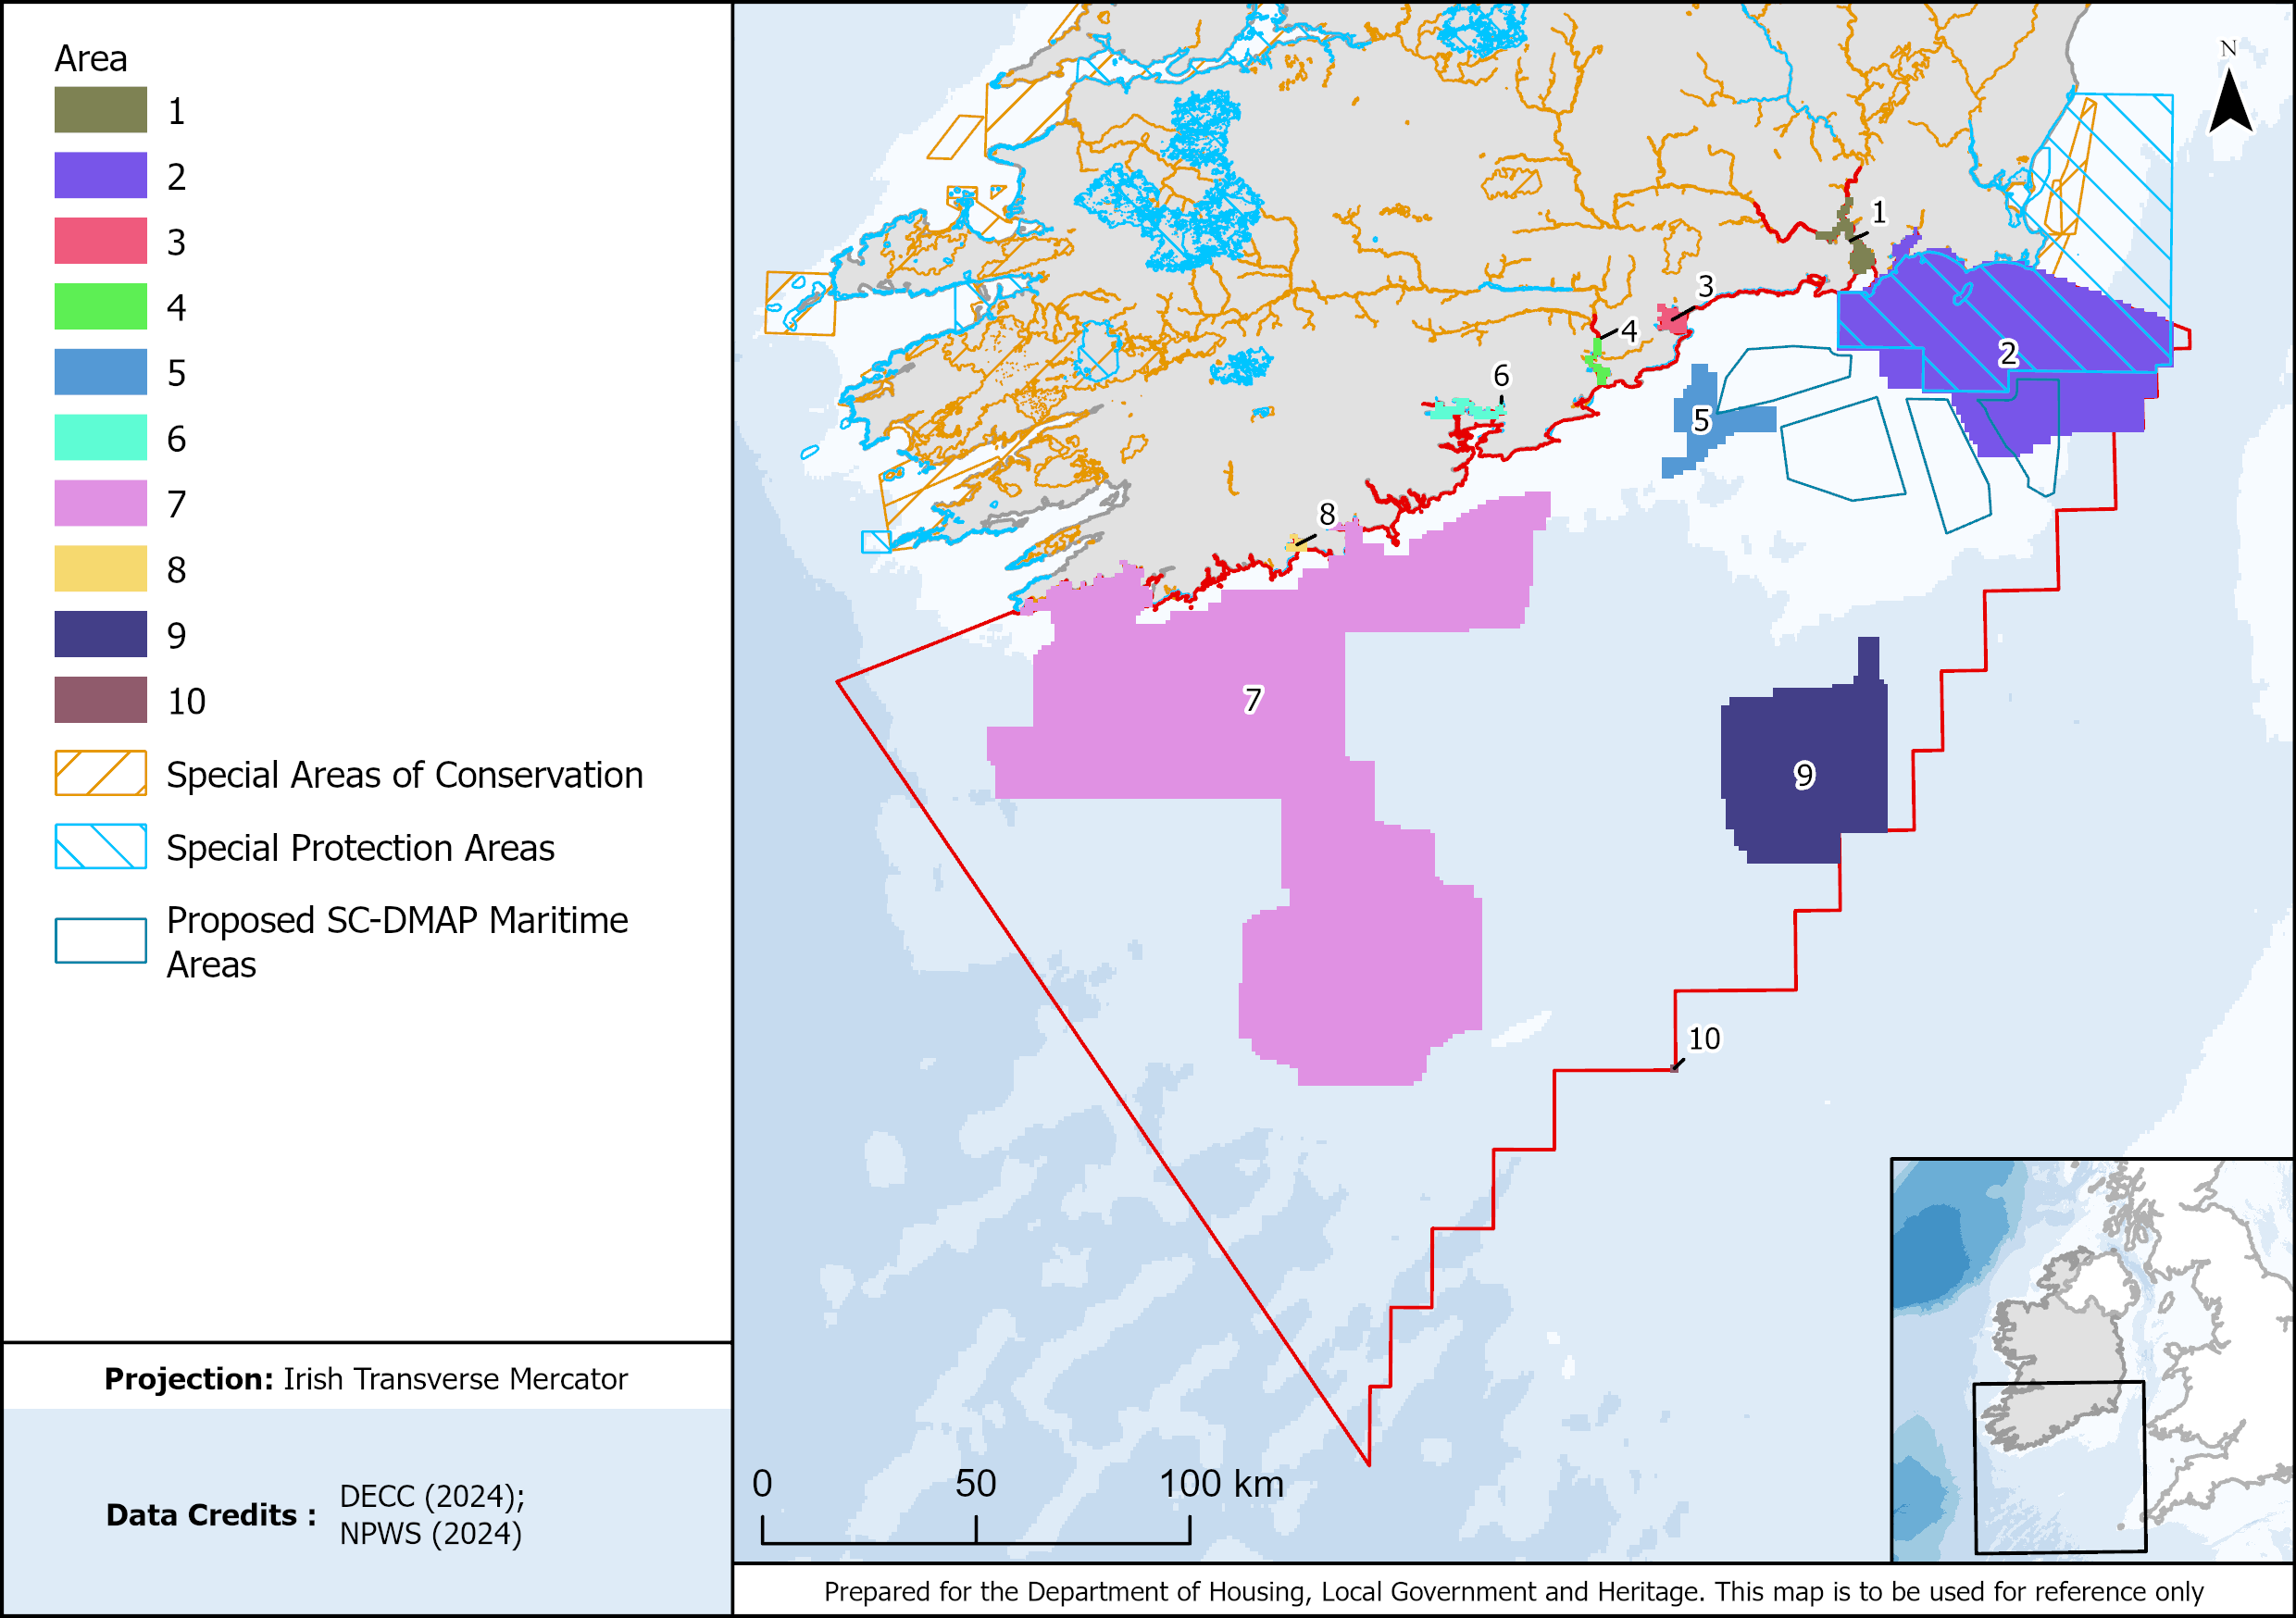 Area
1
2
3
4
5
6
7
8
9
10
Special Areas of Conservation
Special Protection Areas
Proposed SC-DMAP Maritime
Areas
Projection: Irish Transverse Mercator
Data Credits : DECC (2024);
NPWS (2024)
N
1
2
3
4
5
6
7
8
9
10
0 50 100 km
Prepared for the Department of Housing, Local Government and Heritage. This map is to be used for reference only